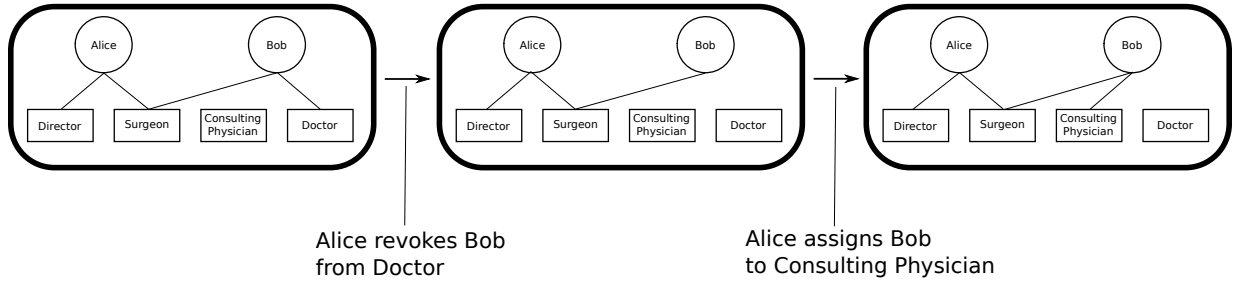 Alice
Bob
Director
Surgeon
Consulting
Physician
Doctor
Alice
Bob
Director
Surgeon
Consulting
Physician
Doctor
Alice
Bob
Director
Surgeon
Consulting
Physician
Doctor
Alice revokes Bob
from Doctor
Alice assigns Bob
to Consulting Physician